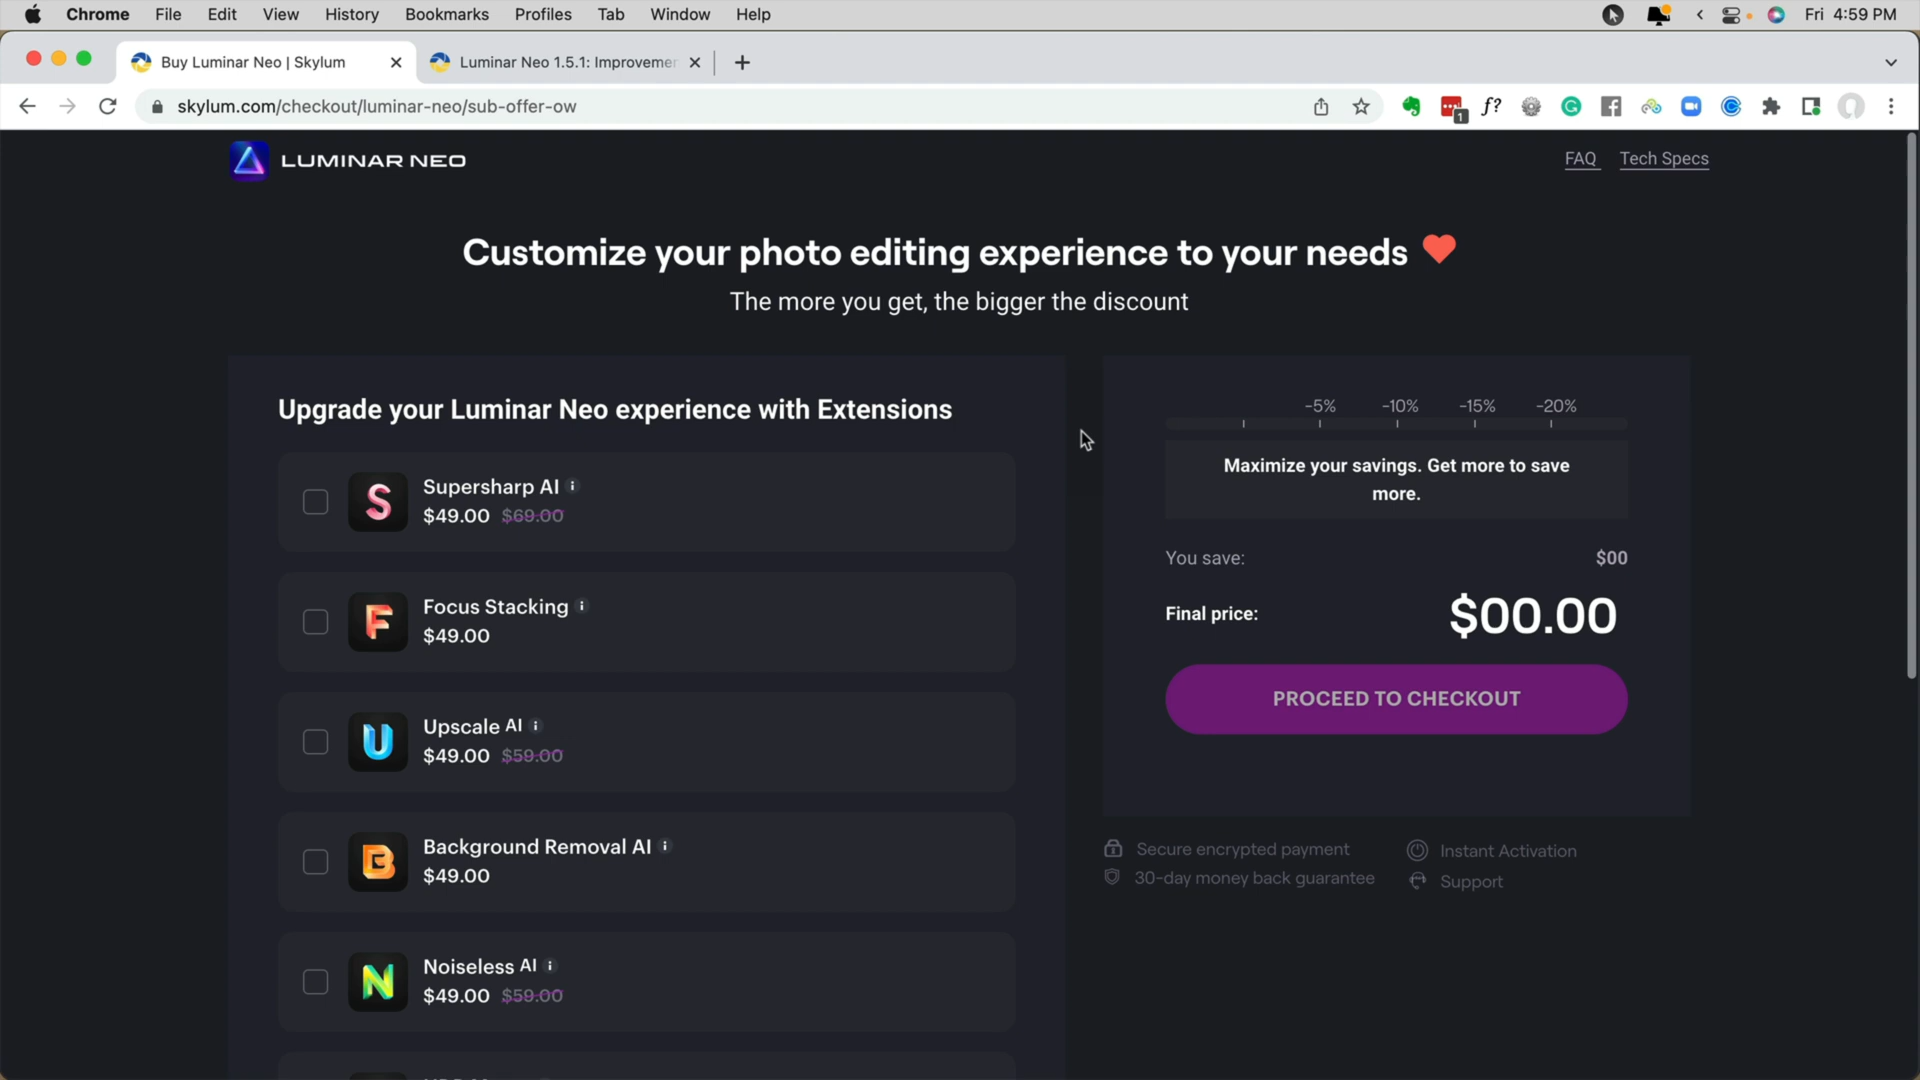 Chrome File Edit View History Bookmarks Profiles Tab Window Help Fri 4:59 PM
Buy Luminar Neo | Skylum Luminar Neo 1.5.1: Improvemen
skylum.com/checkout/luminar-neo/sub-offer-ow f? 1
LUMINAR NEO FAQ Tech Specs
Customize your photo editing experience to your needs
The more you get, the bigger the discount
Upgrade your Luminar Neo experience with Extensions
S
Supersharp AI i
$49.00 $69.00
F
Focus Stacking i
$49.00
U
Upscale AI i
$49.00 $59.00
B
Background Removal AI i
$49.00
N
Noiseless AI i
$49.00 $59.00
-5% -10% -15% -20%
Maximize your savings. Get more to save
more.
You save: $00
Final price: $00.00
PROCEED TO CHECKOUT
Secure encrypted payment Instant Activation
30-day money back guarantee Support